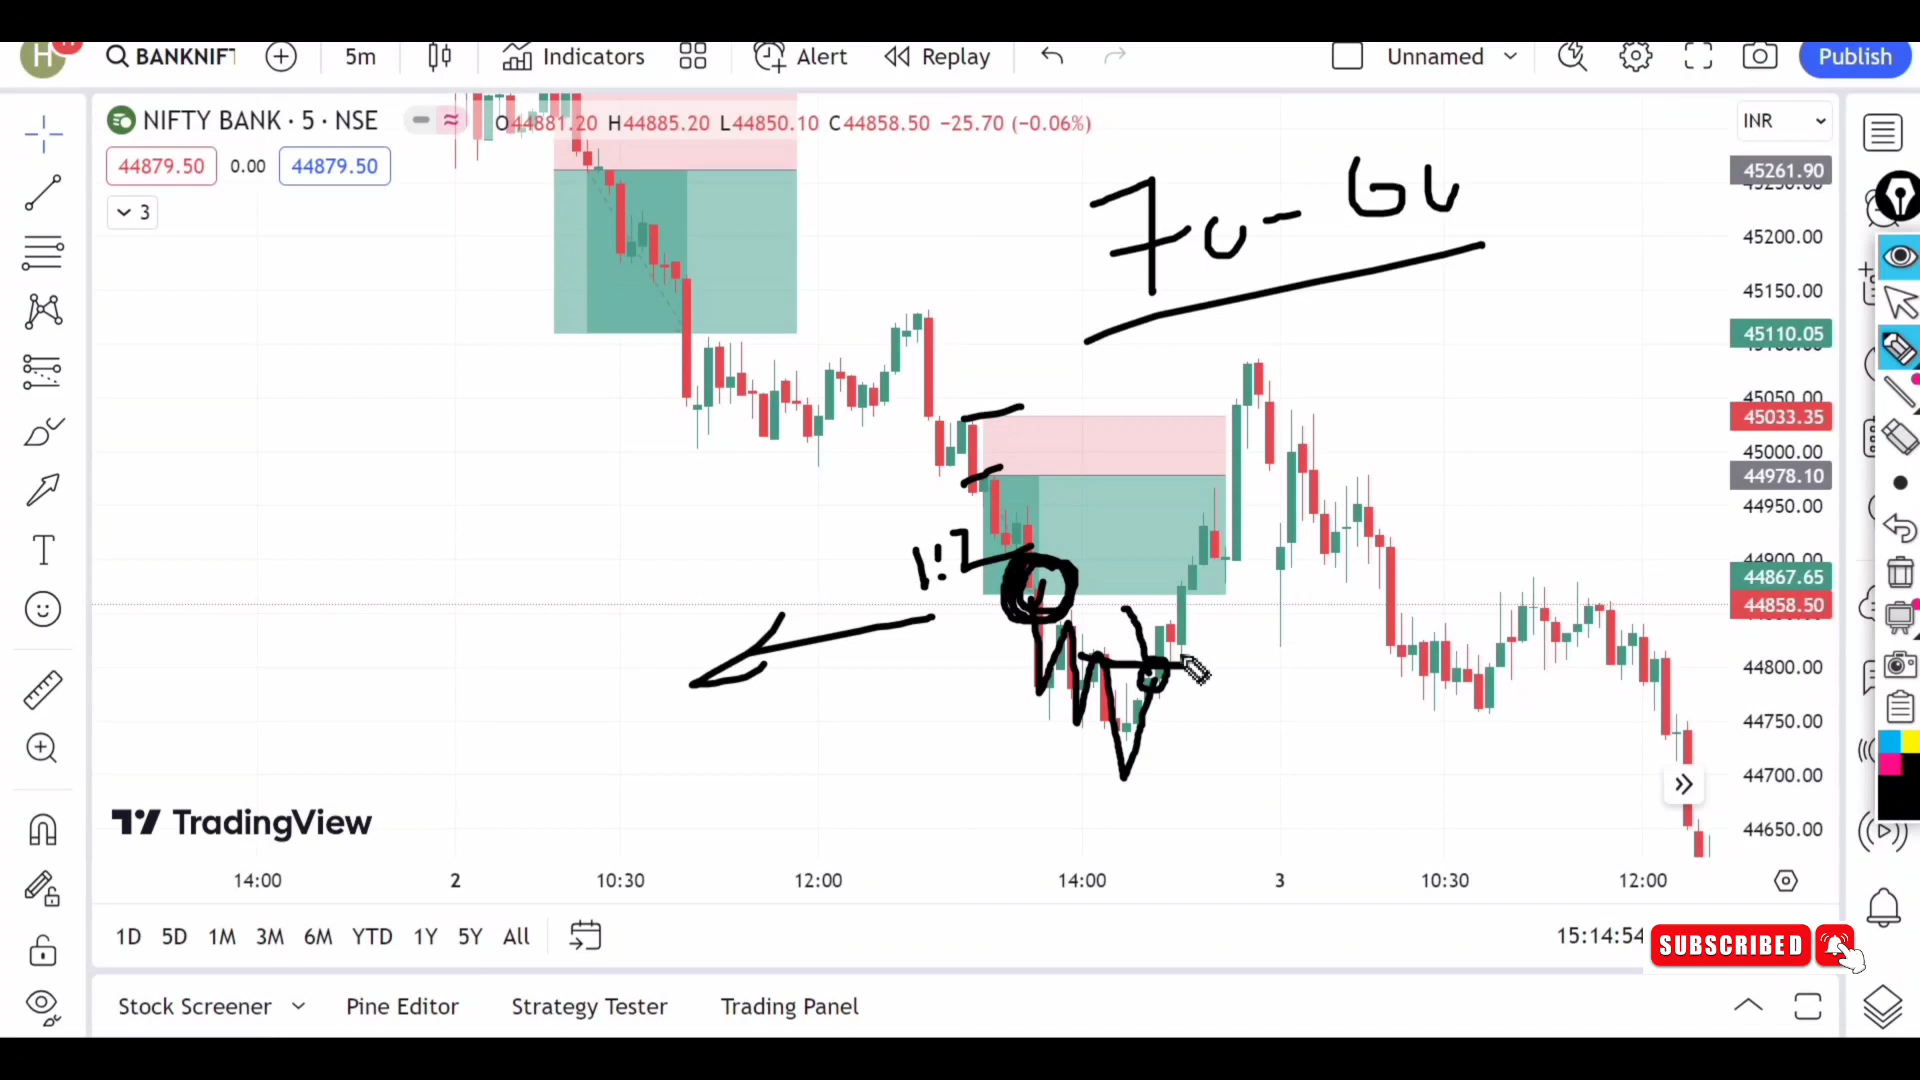 H
BANKNIFT
5m
Indicators
Alert
Replay
Unnamed
Publish
NIFTY BANK · 5 · NSE
O44881.20 H44885.20 L44850.10 C44858.50 −25.70 (−0.06%)
INR
44879.50
0.00
44879.50
3
45261.90
45200.00
45150.00
45110.05
45050.00
45033.35
45000.00
44978.10
44950.00
44900.00
44867.65
44858.50
44800.00
44750.00
44700.00
44650.00
70-
1:2
TradingView
14:00
2
10:30
12:00
14:00
3
10:30
12:00
1D
5D
1M
3M
6M
YTD
1Y
5Y
All
15:14:54
SUBSCRIBED
Stock Screener
Pine Editor
Strategy Tester
Trading Panel